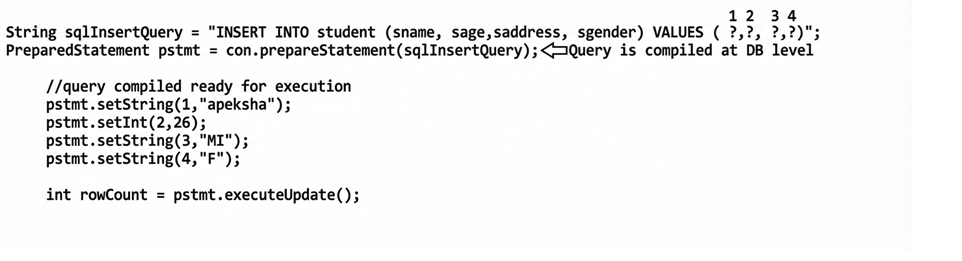 1 2 3 4
String sqlInsertQuery = "INSERT INTO student (sname, sage,saddress, sgender) VALUES ( ?,?, ?,?)";
PreparedStatement pstmt = con.prepareStatement(sqlInsertQuery);⇐Query is compiled at DB level
//query compiled ready for execution
pstmt.setString(1,"apeksha");
pstmt.setInt(2,26);
pstmt.setString(3,"MI");
pstmt.setString(4,"F");
int rowCount = pstmt.executeUpdate();